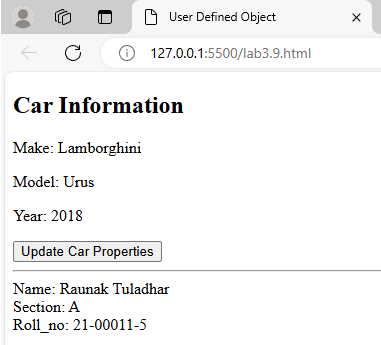 User Defined Object
127.0.0.1:5500/lab3.9.html
Car Information
Make: Lamborghini
Model: Urus
Year: 2018
Update Car Properties
Name: Raunak Tuladhar
Section: A
Roll_no: 21-00011-5